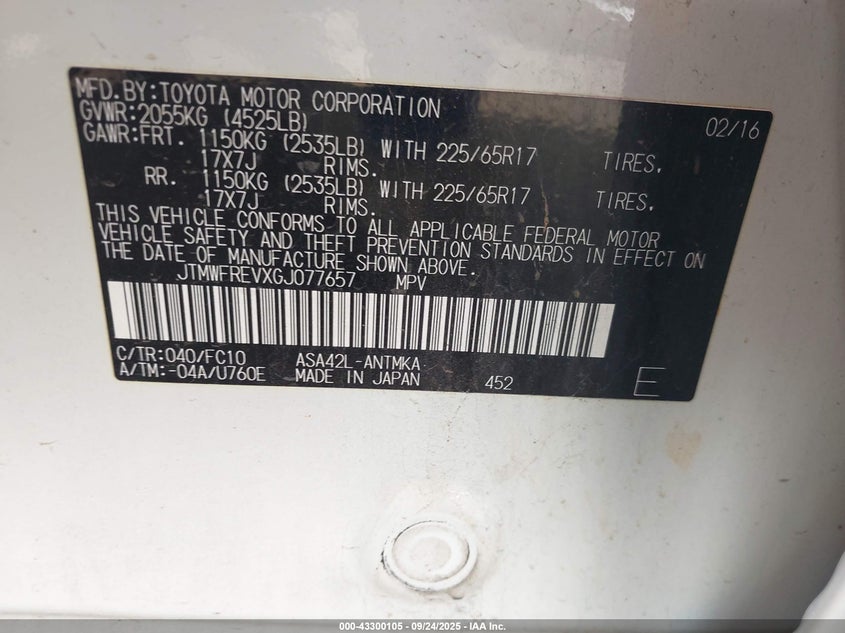 MFD.BY:TOYOTA MOTOR CORPORATION 02/16
GVWR:2055KG (4525LB)
GAWR:FRT. 1150KG (2535LB) WITH 225/65R17 TIRES.
17X7J RIMS.
RR. 1150KG (2535LB) WITH 225/65R17 TIRES.
17X7J RIMS.
THIS VEHICLE CONFORMS TO ALL APPLICABLE FEDERAL MOTOR
VEHICLE SAFETY AND THEFT PREVENTION STANDARDS IN EFFECT ON
THE DATE OF MANUFACTURE SHOWN ABOVE.
JTMWFREVXGJ077657 MPV
C/TR:040/FC10 ASA42L-ANTMKA
A/TM:-04A/U760E MADE IN JAPAN 452 E
000-43300105 - 09/24/2025 - IAA Inc.